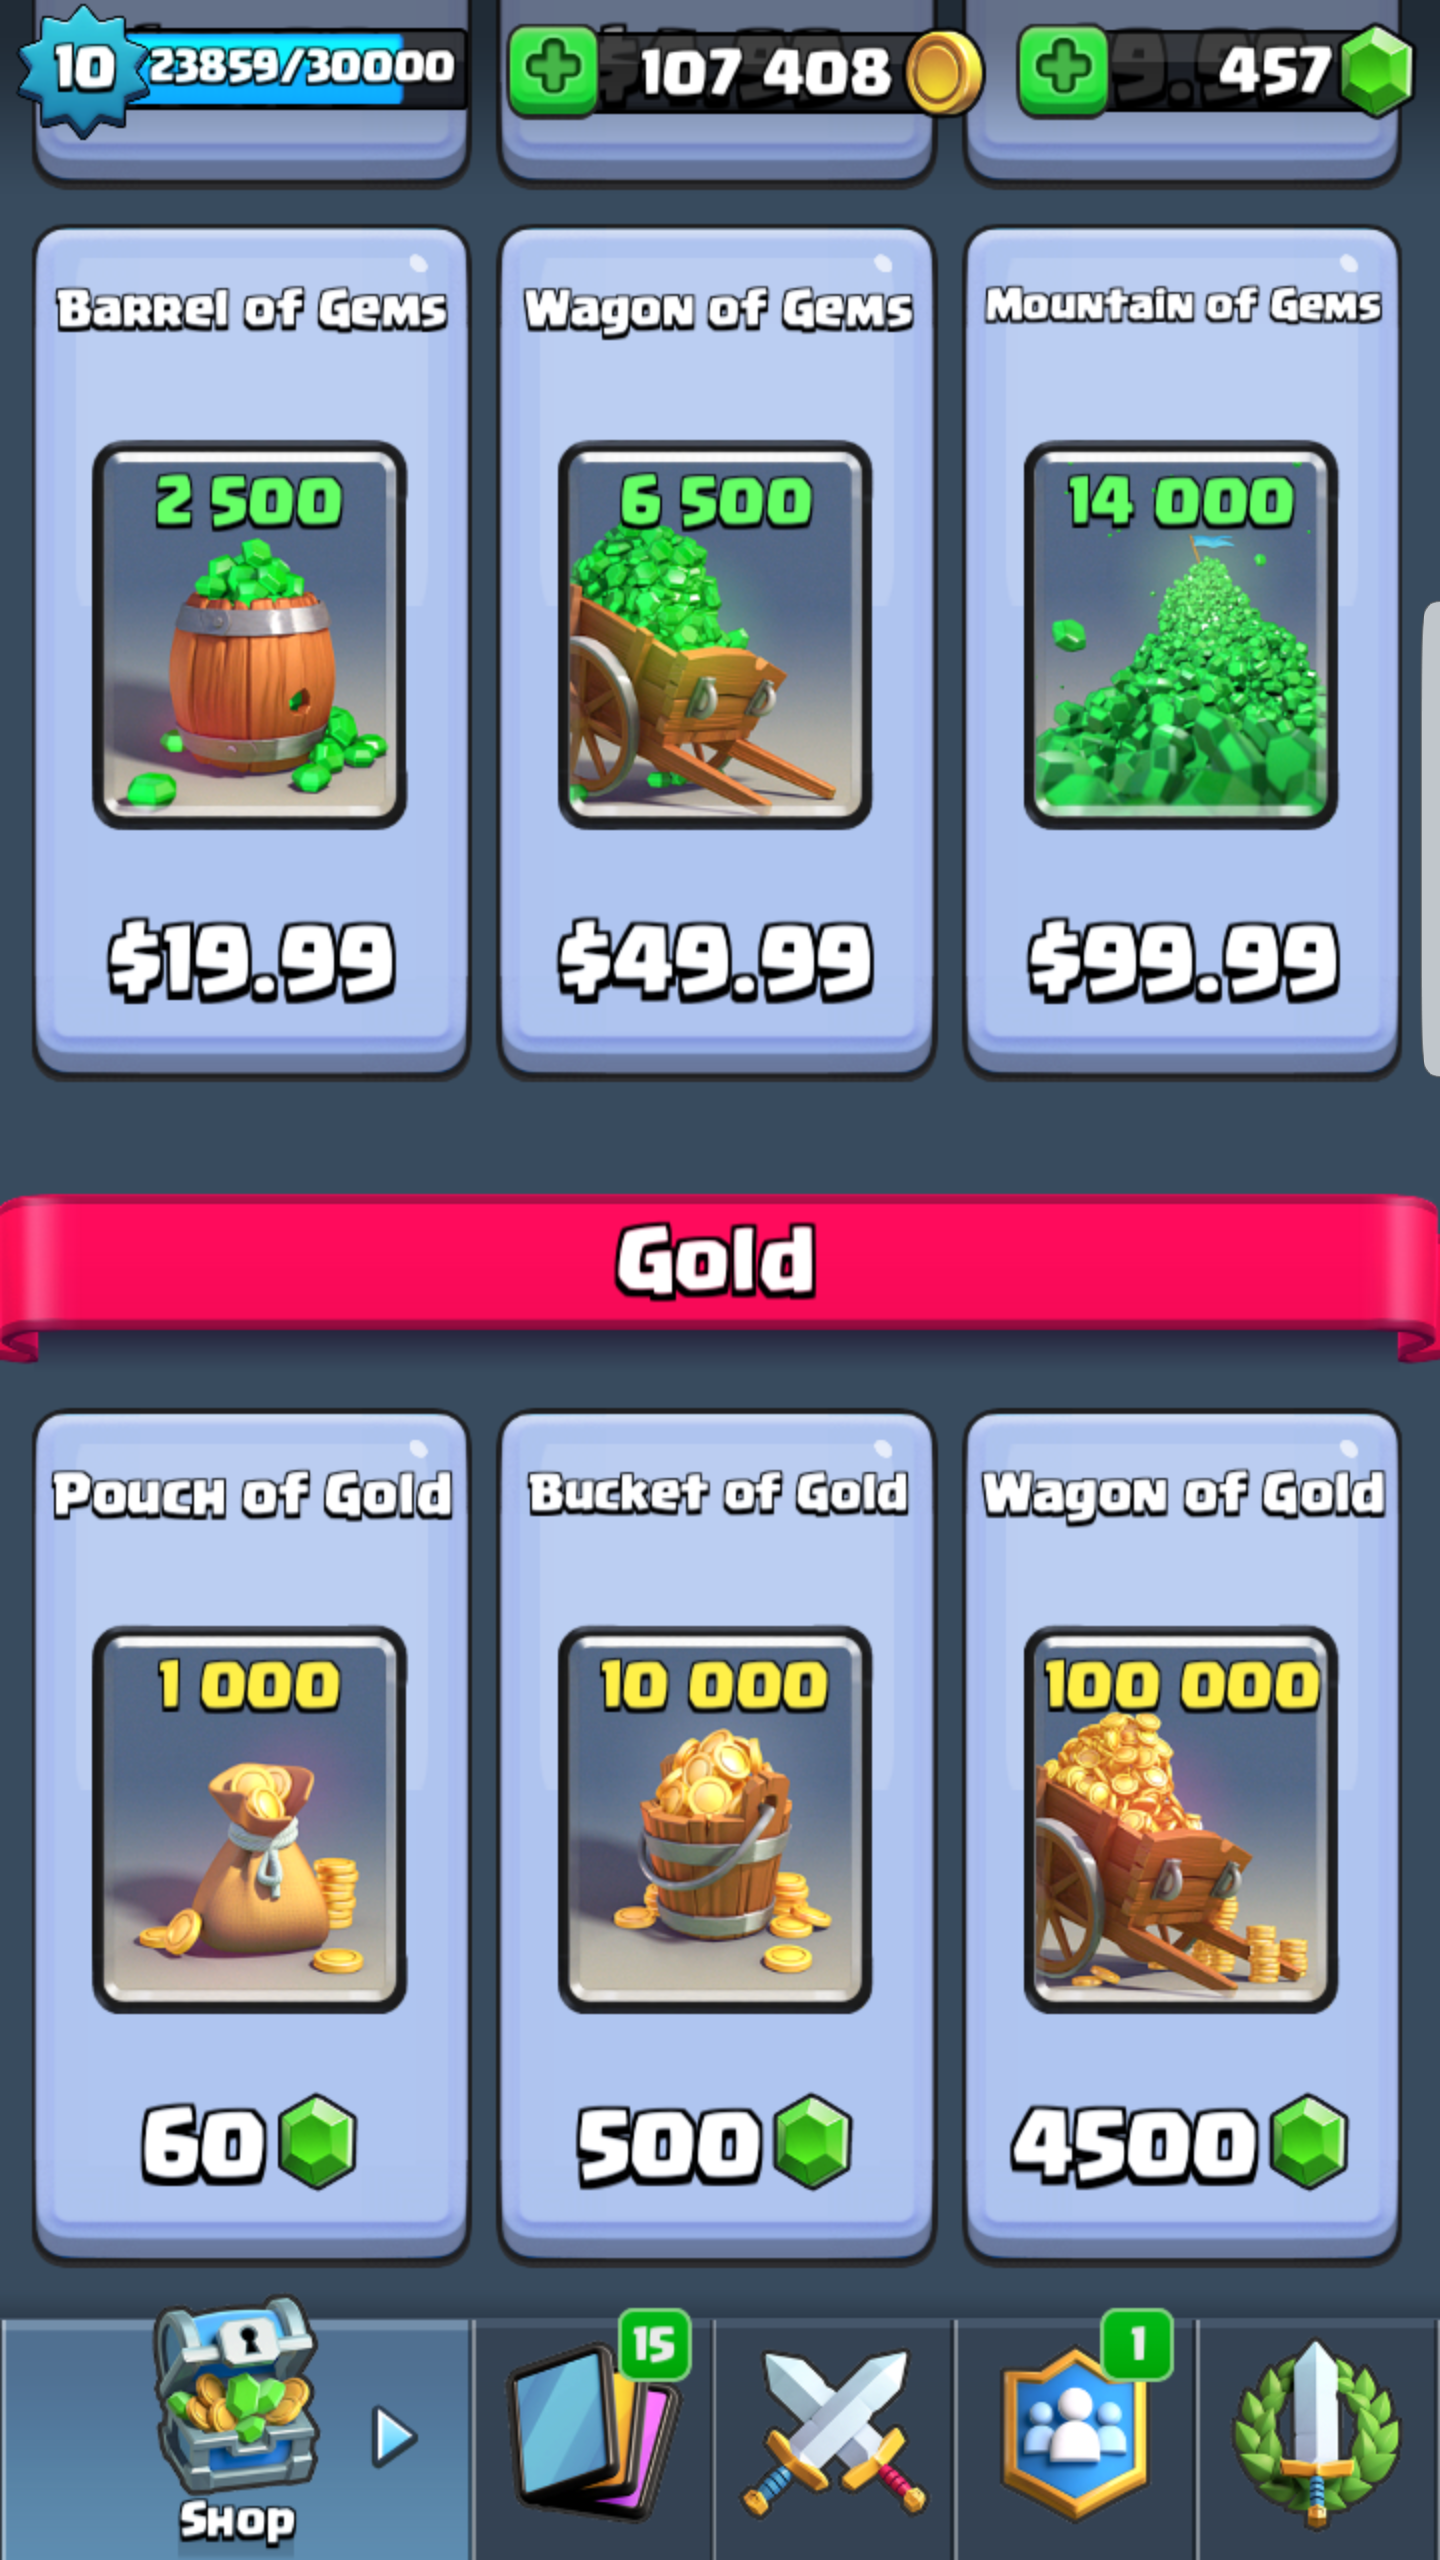 10 23859/30000 107 408 457
Barrel of Gems
Wagon of Gems
Mountain of Gems
2 500
6 500
14 000
$19.99
$49.99
$99.99
Gold
Pouch of Gold
Bucket of Gold
Wagon of Gold
1 000
10 000
100 000
60
500
4500
15
1
Shop